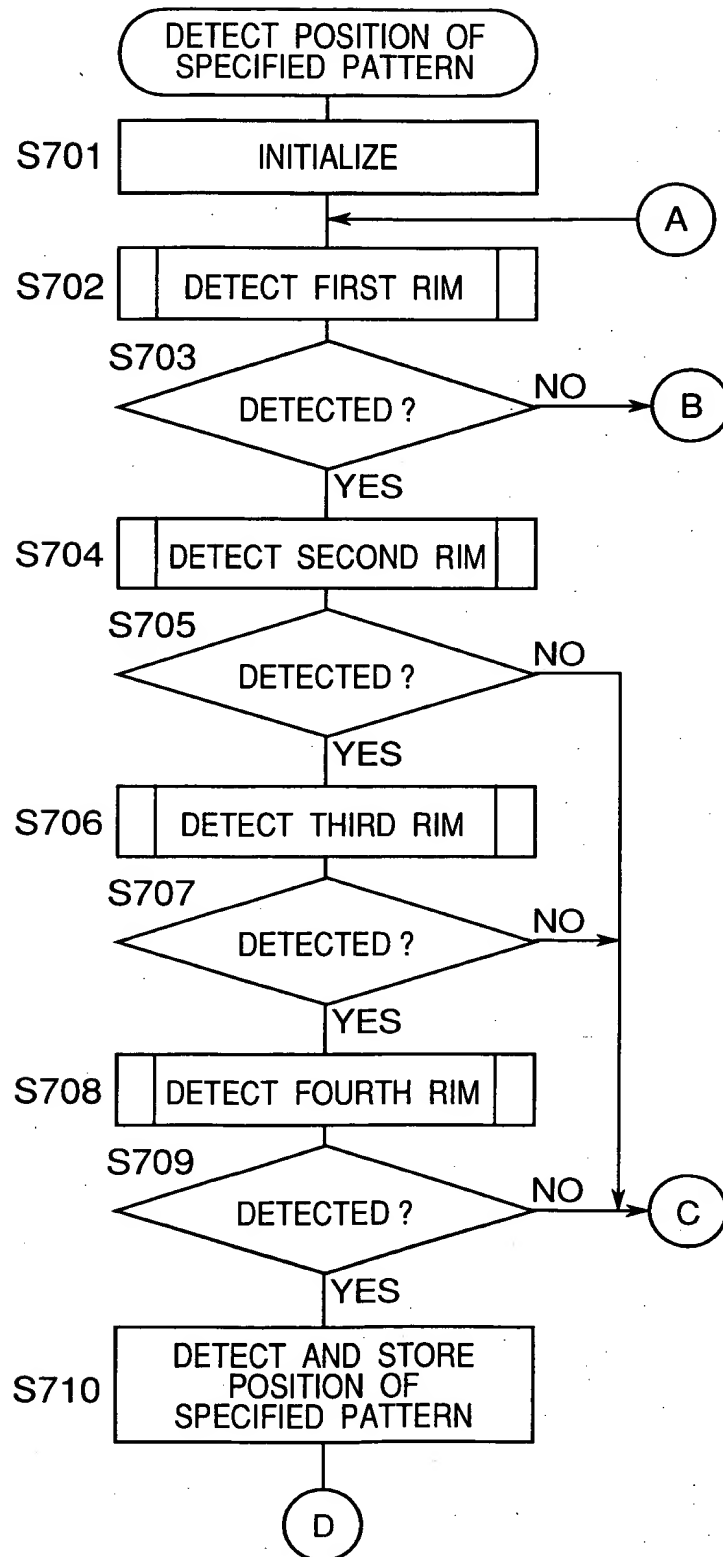 DETECT POSITION OF
SPECIFIED PATTERN
S701
INITIALIZE
A
S702
DETECT FIRST RIM
S703
DETECTED ?
NO
B
YES
S704
DETECT SECOND RIM
S705
DETECTED ?
NO
YES
S706
DETECT THIRD RIM
S707
DETECTED ?
NO
YES
S708
DETECT FOURTH RIM
S709
DETECTED ?
NO
C
YES
S710
DETECT AND STORE
POSITION OF
SPECIFIED PATTERN
D